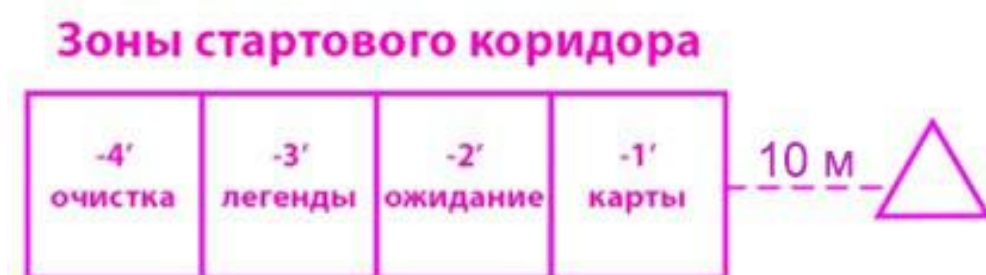 Зоны стартового коридора
-4′ -3′ -2′ -1′ 10 м
очистка легенды ожидание карты